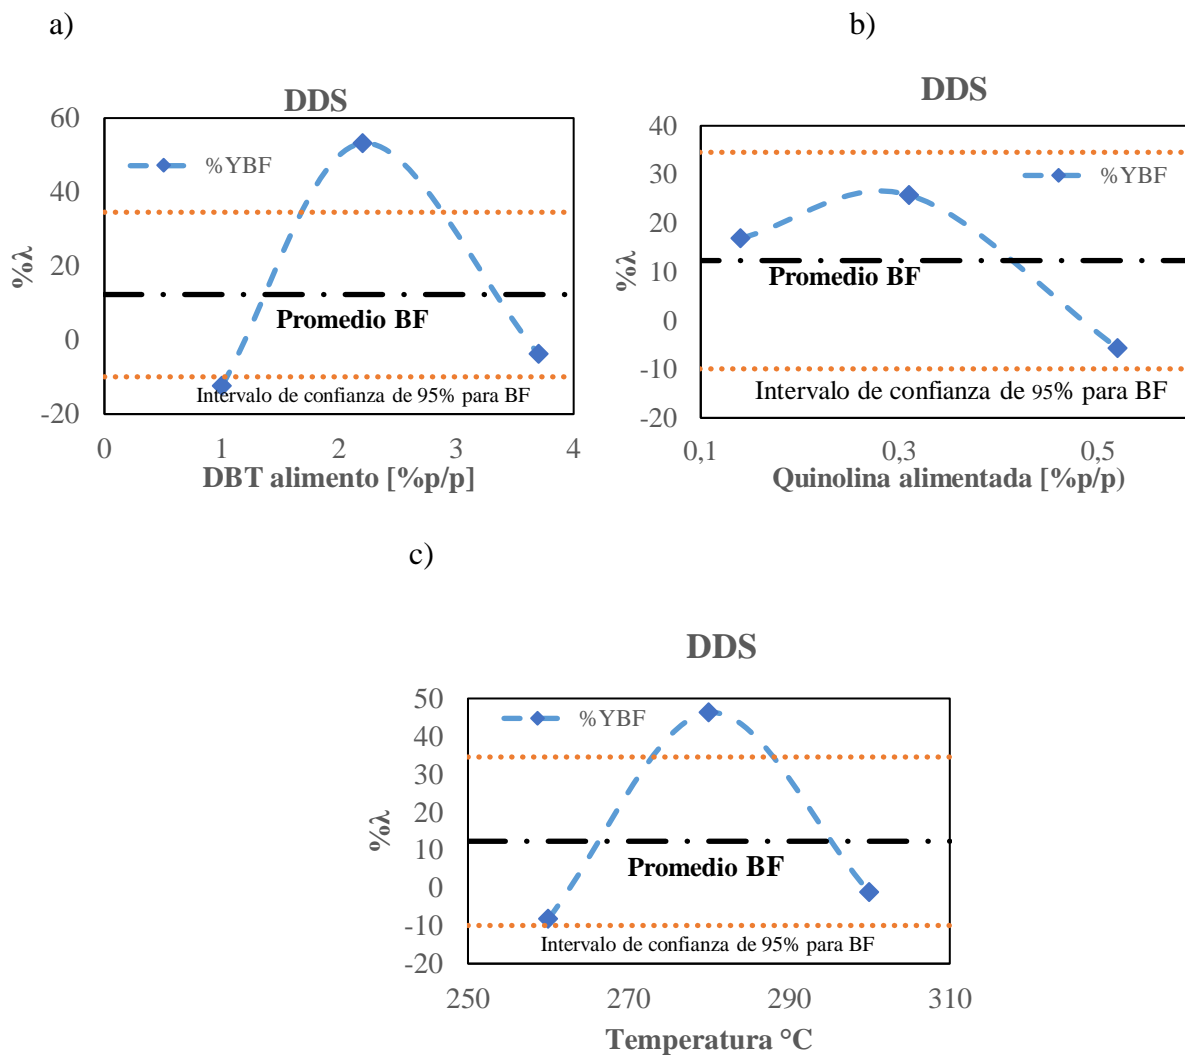 a)
DDS
60
40
20
0
-20
%YBF
%λ
Promedio BF
Intervalo de confianza de 95% para BF
0 1 2 3 4
DBT alimento [%p/p]
b)
DDS
40
30
20
10
0
-10
-20
%YBF
%λ
Promedio BF
Intervalo de confianza de 95% para BF
0,1 0,3 0,5
Quinolina alimentada [%p/p)
c)
DDS
50
40
30
20
10
0
-10
-20
%YBF
%λ
Promedio BF
Intervalo de confianza de 95% para BF
250 270 290 310
Temperatura °C